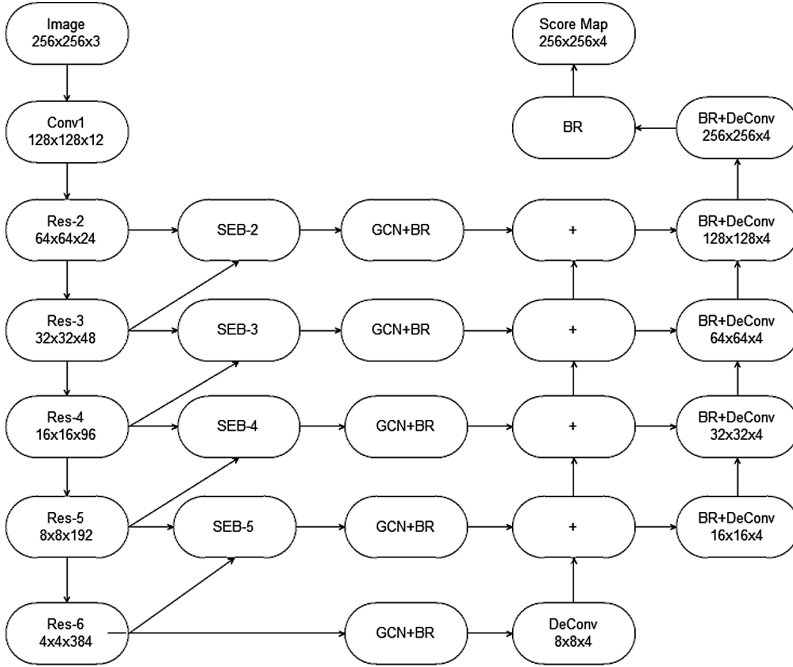 Image
256x256x3
Score Map
256x256x4
Conv1
128x128x12
BR
BR+DeConv
256x256x4
Res-2
64x64x24
SEB-2
GCN+BR
+
BR+DeConv
128x128x4
Res-3
32x32x48
SEB-3
GCN+BR
+
BR+DeConv
64x64x4
Res-4
16x16x96
SEB-4
GCN+BR
+
BR+DeConv
32x32x4
Res-5
8x8x192
SEB-5
GCN+BR
+
BR+DeConv
16x16x4
Res-6
4x4x384
GCN+BR
DeConv
8x8x4